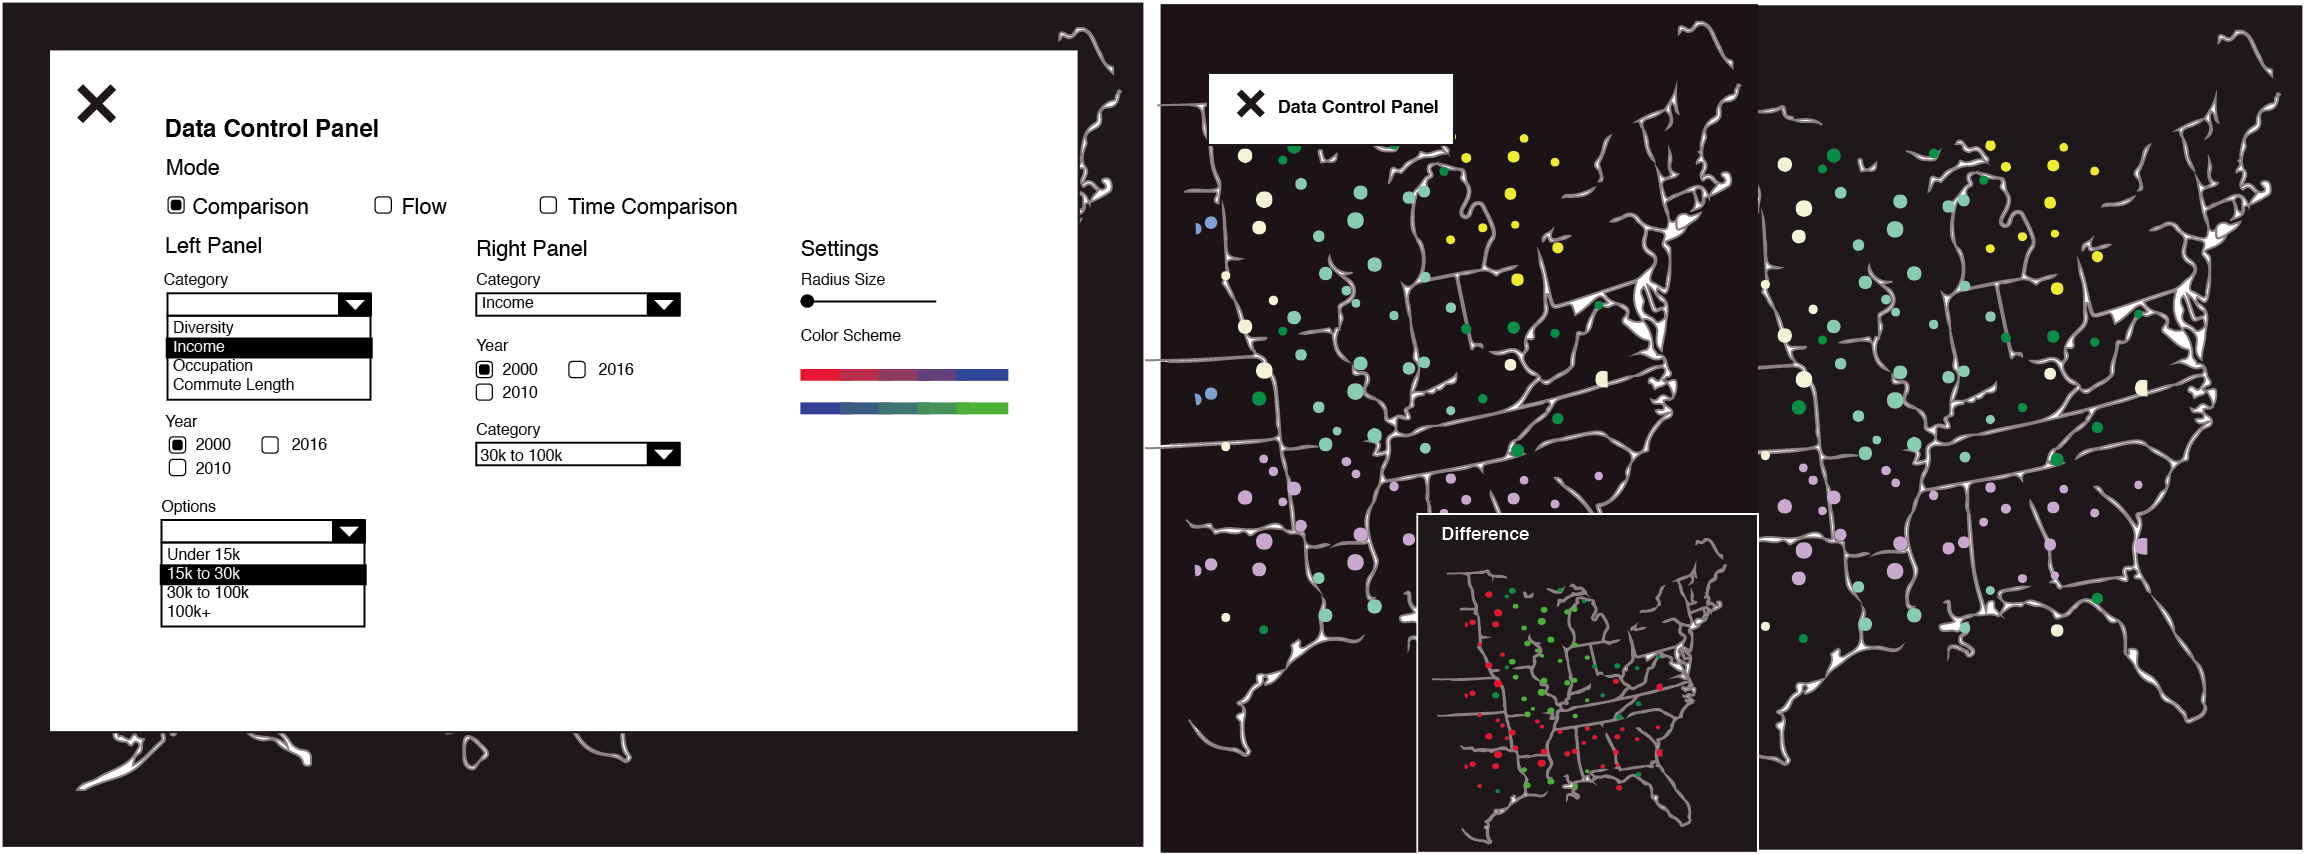 Data Control Panel
Mode
Comparison
Flow
Time Comparison
Left Panel
Category
Diversity
Income
Occupation
Commute Length
Year
2000
2016
2010
Options
Under 15k
15k to 30k
30k to 100k
100k+
Right Panel
Category
Income
Year
2000
2016
2010
Category
30k to 100k
Settings
Radius Size
Color Scheme
Data Control Panel
Difference